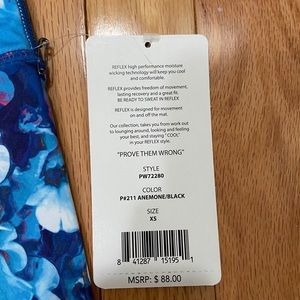 REFLEX high performance moisture
wicking technology will keep you cool
and comfortable.
REFLEX provides freedom of movement,
lasting recovery and a great fit.
BE READY TO SWEAT IN REFLEX
REFLEX is designed for movement
on and off the mat.
Our collection, takes you from work out
to lounging around, looking and feeling
your best, and staying "COOL"
in your REFLEX style.
"PROVE THEM WRONG"
STYLE
PW72280
COLOR
P#211 ANEMONE/BLACK
SIZE
XS
8 41287 15195 1
MSRP: $ 88.00